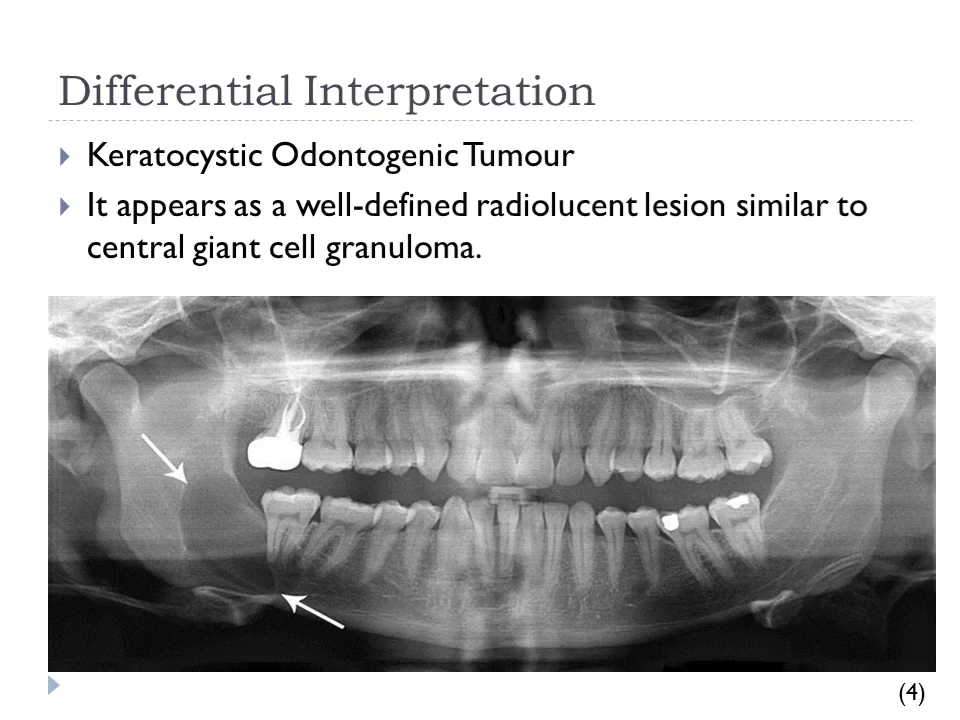 Differential Interpretation
Keratocystic Odontogenic Tumour
It appears as a well-defined radiolucent lesion similar to
central giant cell granuloma.
(4)